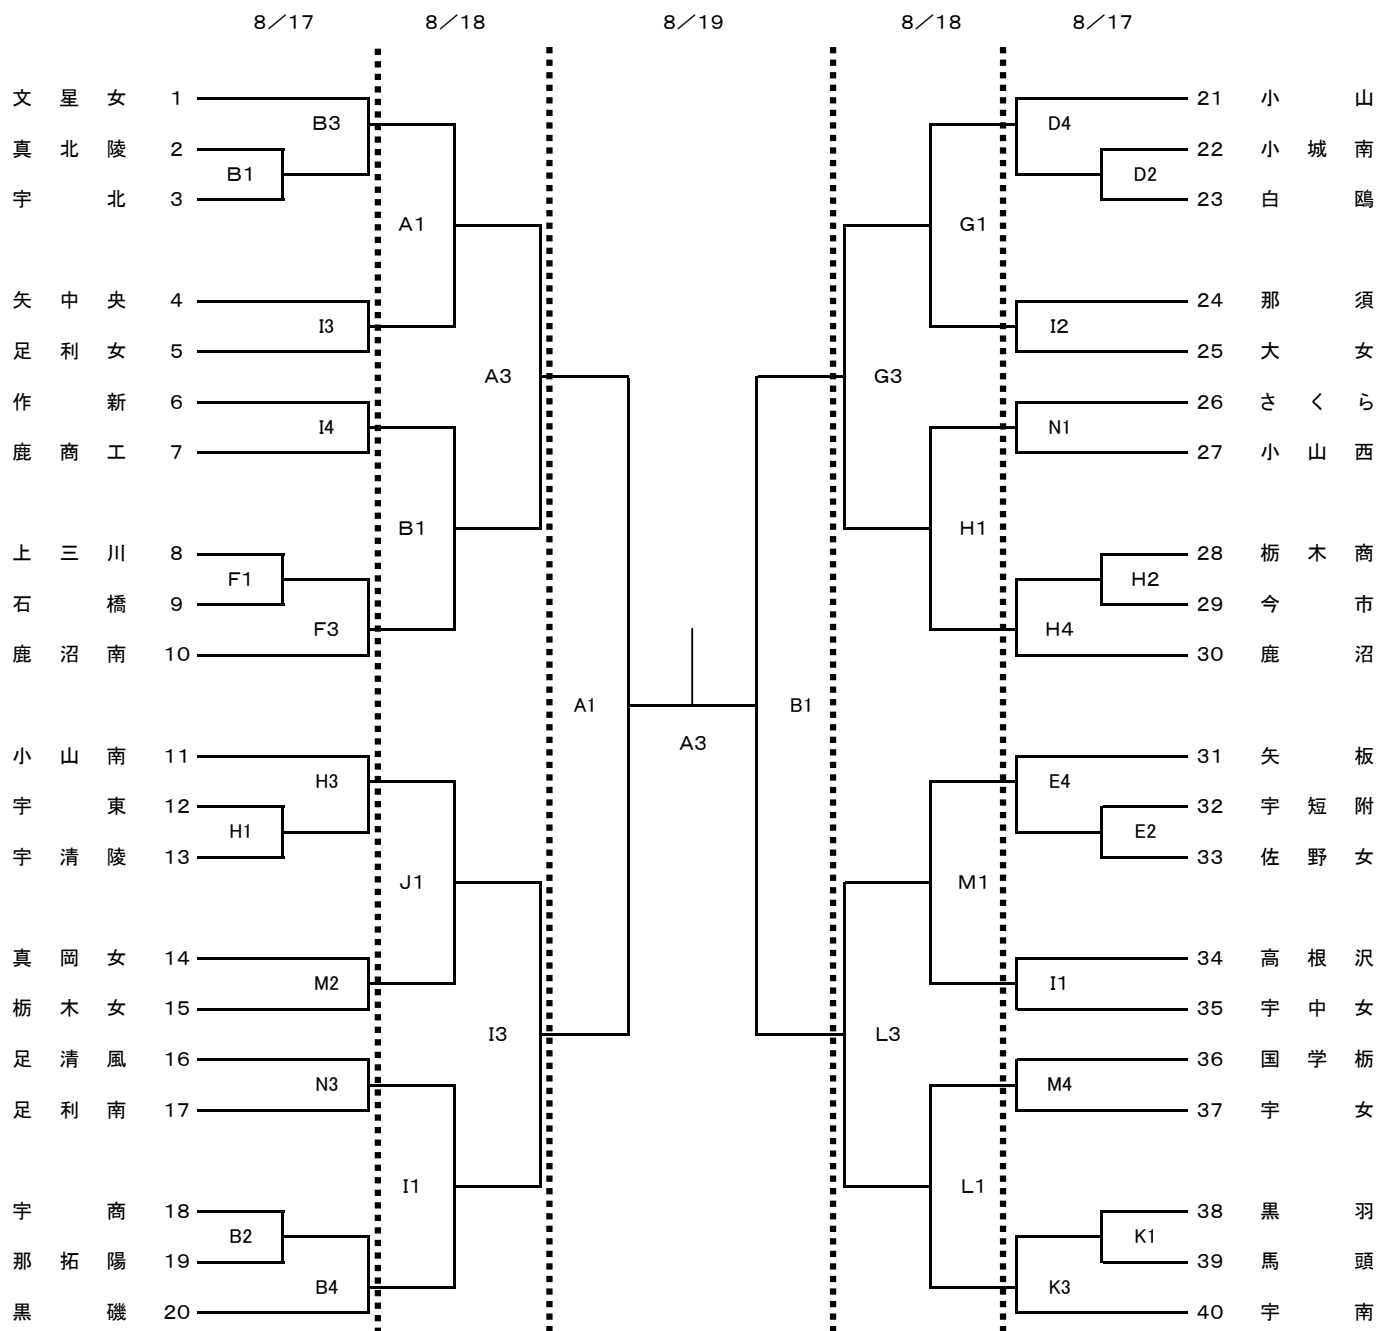 8/17 8/18 8/19 8/18 8/17
文星女 1 21 小山
B3 D4
真北陵 2 22 小城南
B1 D2
宇北 3 23 白鴎
A1 G1
矢中央 4 24 那須
I3 I2
足利女 5 25 大女
A3 G3
作新 6 26 さくら
I4 N1
鹿商工 7 27 小山西
B1 H1
上三川 8 28 栃木商
F1 H2
石橋 9 29 今市
F3 H4
鹿沼南 10 30 鹿沼
A1 B1
A3
小山南 11 31 矢板
H3 E4
宇東 12 32 宇短附
H1 E2
宇清陵 13 33 佐野女
J1 M1
真岡女 14 34 高根沢
M2 I1
栃木女 15 35 宇中女
I3 L3
足清風 16 36 国学栃
N3 M4
足利南 17 37 宇女
I1 L1
宇商 18 38 黒羽
B2 K1
那拓陽 19 39 馬頭
B4 K3
黒磯 20 40 宇南